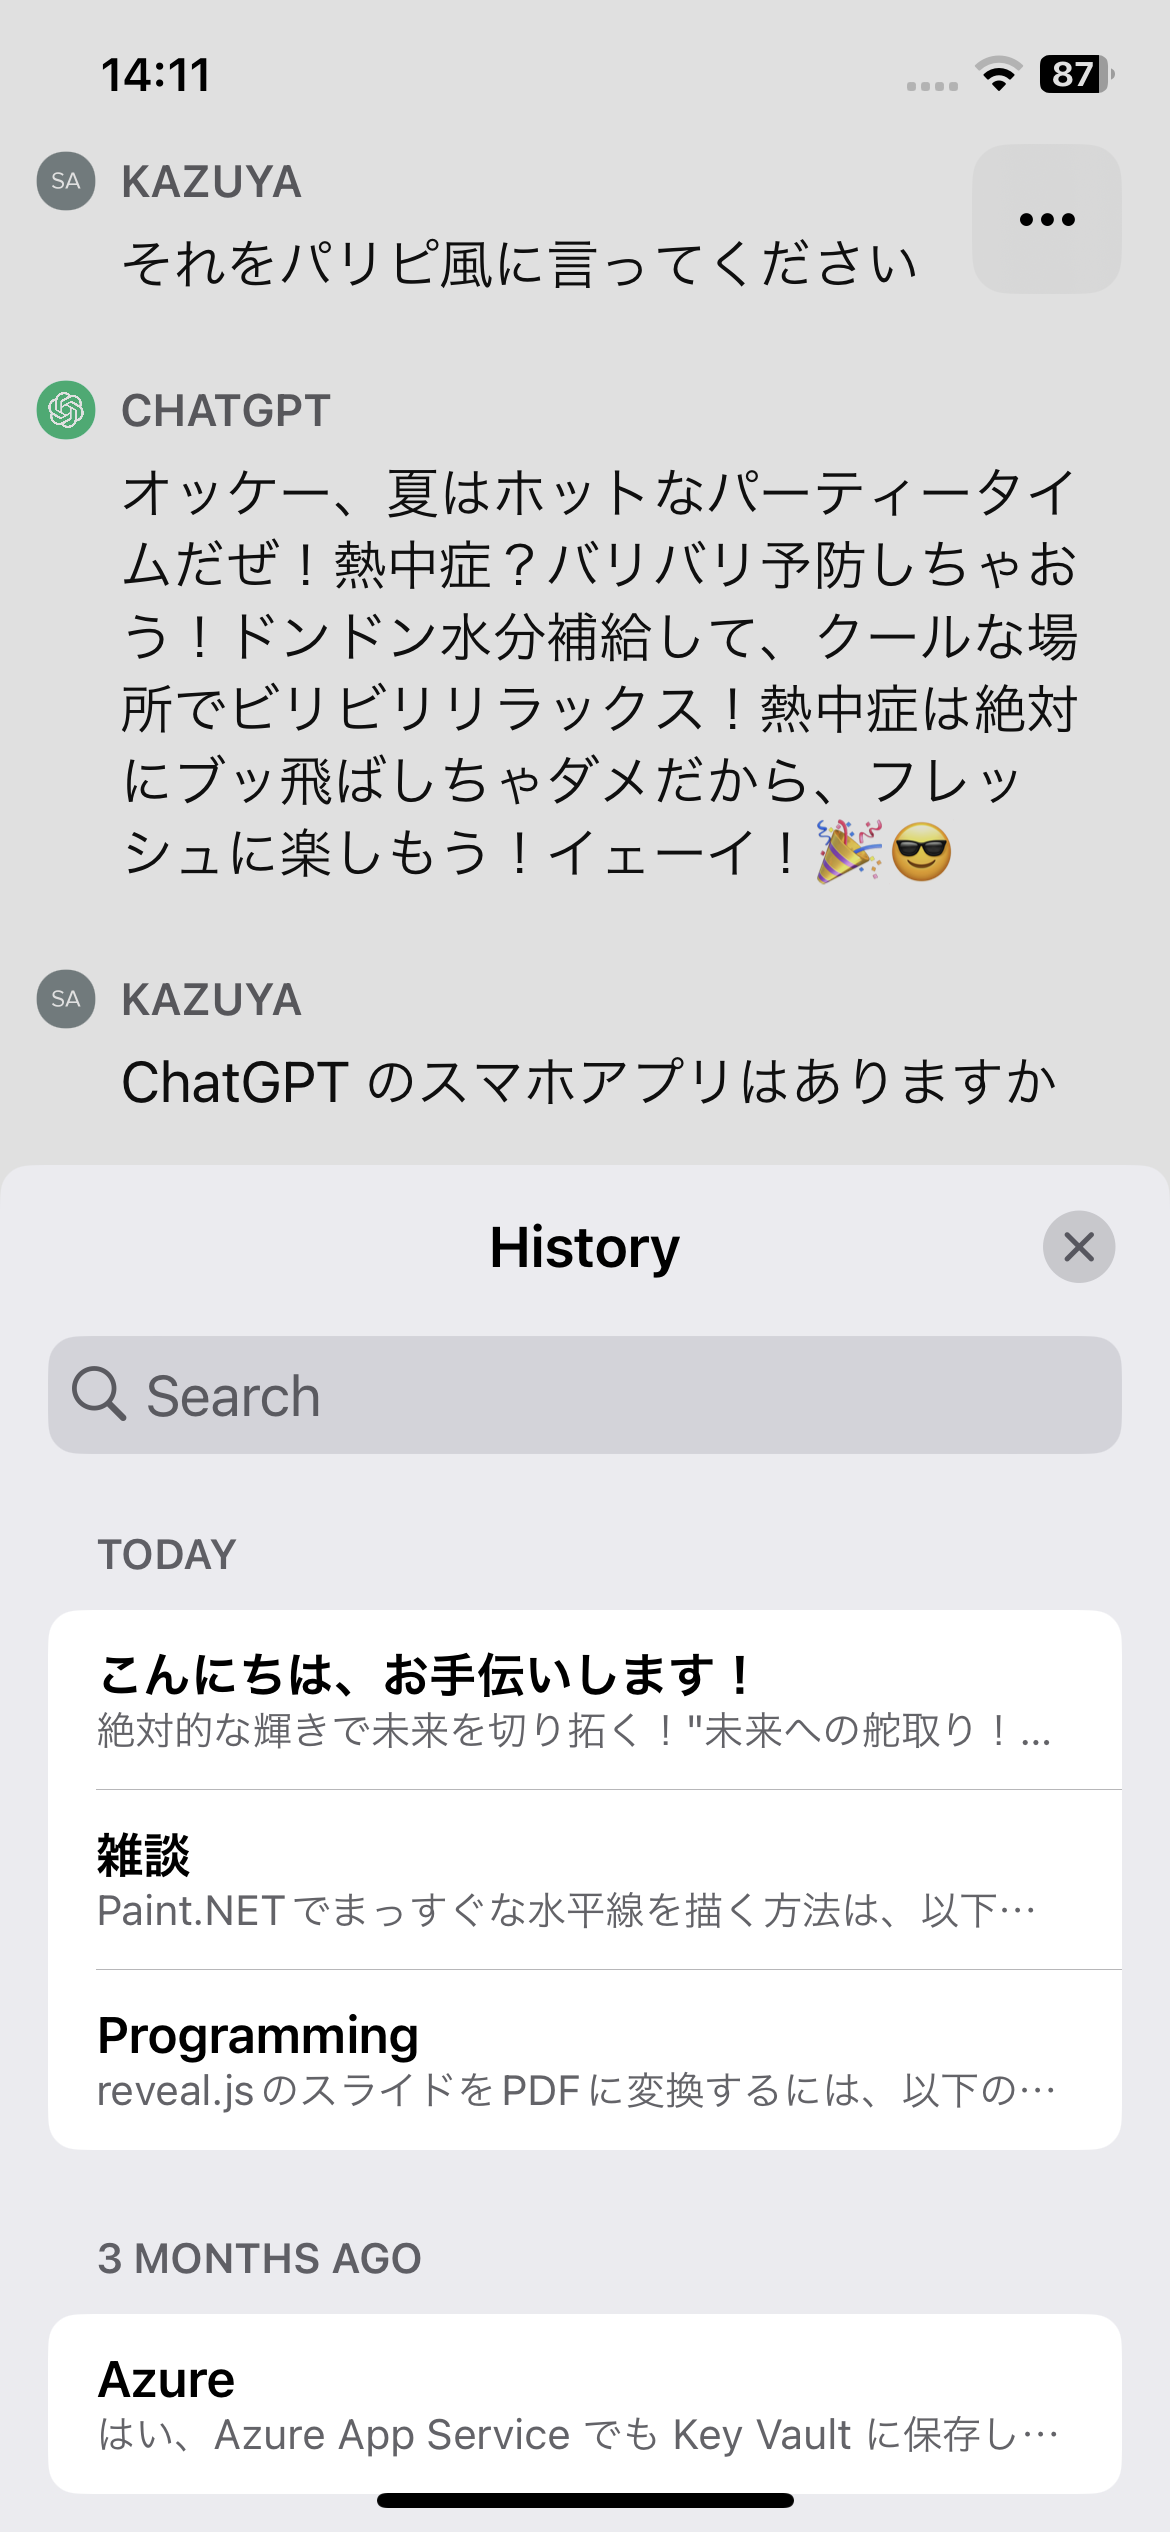 14:11
87
SA KAZUYA
それをパリピ風に言ってください
CHATGPT
オッケー、夏はホットなパーティータイ
ムだぜ！熱中症？バリバリ予防しちゃお
う！ドンドン水分補給して、クールな場
所でビリビリリラックス！熱中症は絶対
にブッ飛ばしちゃダメだから、フレッ
シュに楽しもう！イェーイ！🎉😎
SA KAZUYA
ChatGPT のスマホアプリはありますか
History
Search
TODAY
こんにちは、お手伝いします！
絶対的な輝きで未来を切り拓く！"未来への舵取り！...
雑談
Paint.NETでまっすぐな水平線を描く方法は、以下…
Programming
reveal.jsのスライドをPDFに変換するには、以下の…
3 MONTHS AGO
Azure
はい、Azure App Service でも Key Vault に保存し…